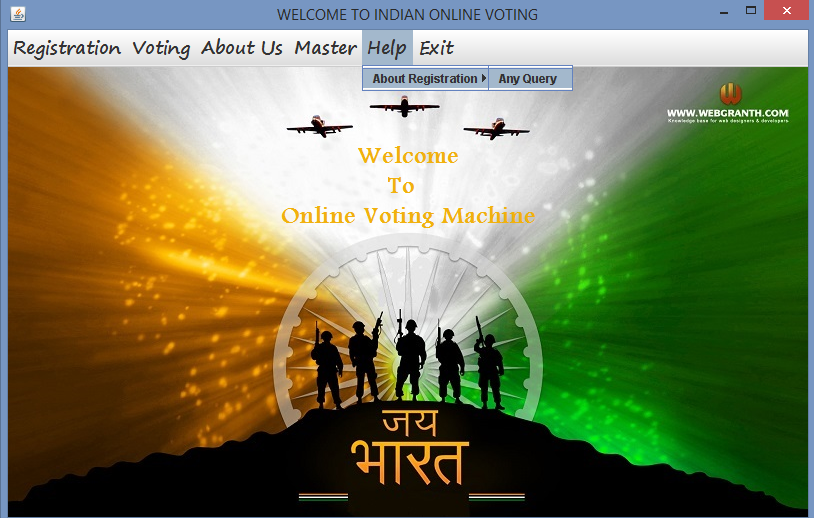 WELCOME TO INDIAN ONLINE VOTING
Registration Voting About Us Master Help Exit
About Registration Any Query
WWW.WEBGRANTH.COM
Knowledge base for web designers & developers
Welcome
To
Online Voting Machine
जय
भारत